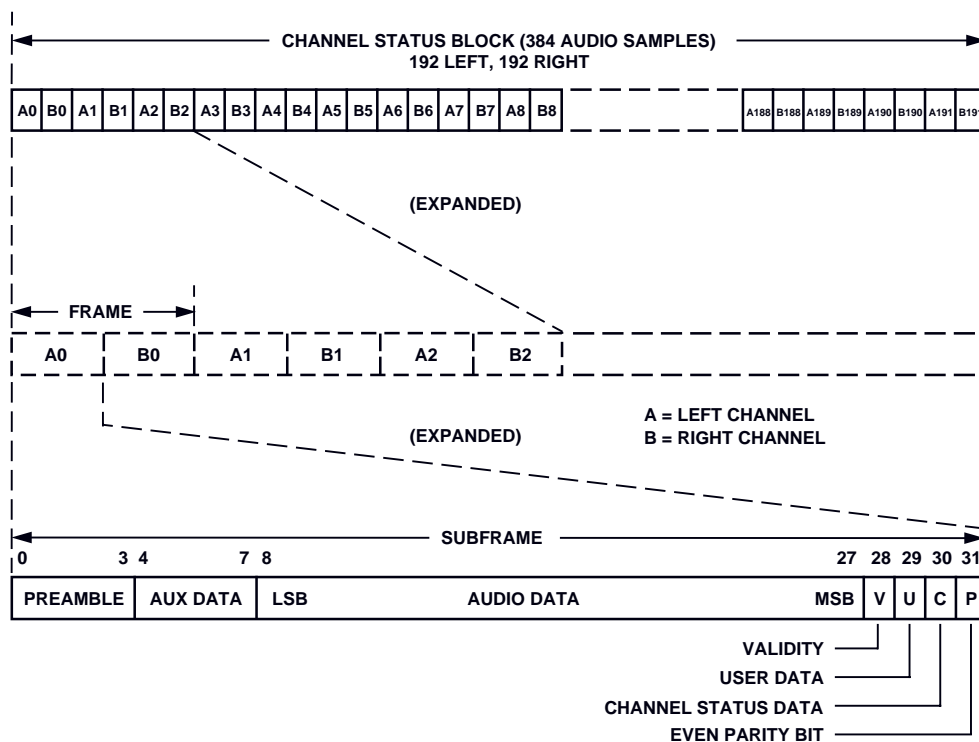 CHANNEL STATUS BLOCK (384 AUDIO SAMPLES)
192 LEFT, 192 RIGHT
A0 B0 A1 B1 A2 B2 A3 B3 A4 B4 A5 B5 A6 B6 A7 B7 A8 B8 A188 B188 A189 B189 A190 B190 A191 B191
(EXPANDED)
FRAME
A0 B0 A1 B1 A2 B2
A = LEFT CHANNEL
B = RIGHT CHANNEL
(EXPANDED)
SUBFRAME
0 3 4 7 8 27 28 29 30 31
PREAMBLE AUX DATA LSB AUDIO DATA MSB V U C P
VALIDITY
USER DATA
CHANNEL STATUS DATA
EVEN PARITY BIT